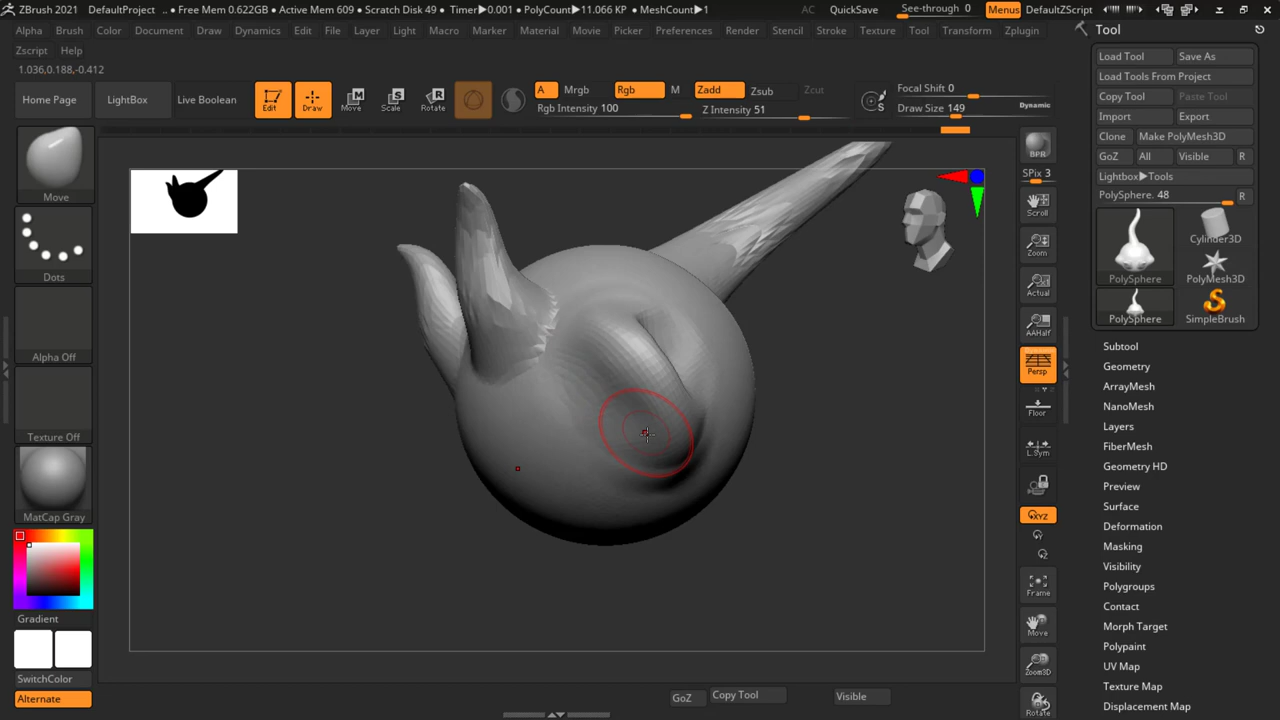 ZBrush 2021 DefaultProject . • Free Mem 0.622GB • Active Mem 609 • Scratch Disk 49 • Timer▶0.001 • PolyCount▶11.066 KP • MeshCount▶1 AC QuickSave See-through 0 Menus DefaultZScript
Alpha Brush Color Document Draw Dynamics Edit File Layer Light Macro Marker Material Movie Picker Preferences Render Stencil Stroke Texture Tool Transform Zplugin
Zscript Help
1.036,0.188,-0.412
Home Page LightBox Live Boolean Edit Draw Move Scale Rotate
A Mrgb Rgb M Zadd Zsub Zcut Focal Shift 0
Rgb Intensity 100 Z Intensity 51 S Draw Size 149 Dynamic
Move
Dots
Alpha Off
Texture Off
MatCap Gray
Gradient
SwitchColor
Alternate
BPR
SPix 3
Scroll
Zoom
Actual
AAHalf
Persp
Floor
L.Sym
XYZ
Y
Z
Frame
Move
Zoom3D
Rotate
GoZ Copy Tool Visible
Tool
Load Tool Save As
Load Tools From Project
Copy Tool Paste Tool
Import Export
Clone Make PolyMesh3D
GoZ All Visible R
Lightbox▶Tools
PolySphere. 48 R
PolySphere Cylinder3D
PolyMesh3D
PolySphere SimpleBrush
Subtool
Geometry
ArrayMesh
NanoMesh
Layers
FiberMesh
Geometry HD
Preview
Surface
Deformation
Masking
Visibility
Polygroups
Contact
Morph Target
Polypaint
UV Map
Texture Map
Displacement Map